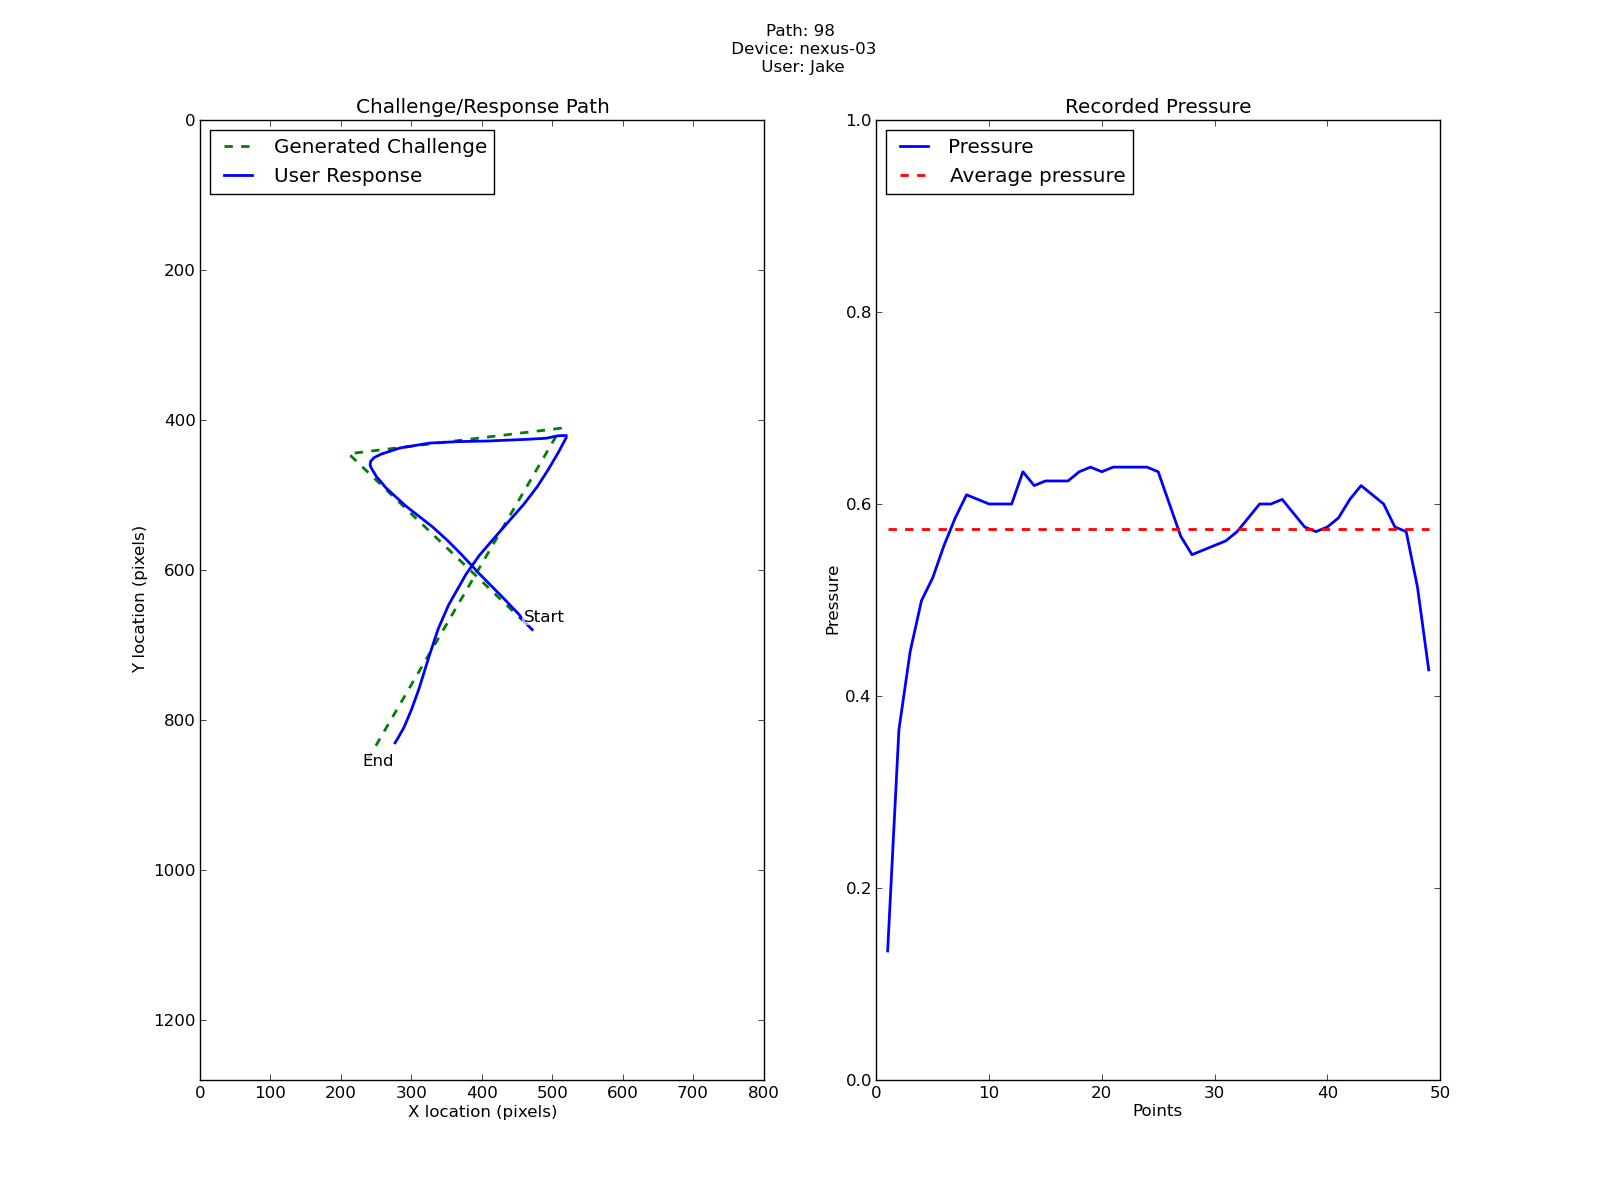 Path: 98
Device: nexus-03
User: Jake
Challenge/Response Path
Generated Challenge
User Response
0
200
400
600
800
1000
1200
Y location (pixels)
Start
End
0 100 200 300 400 500 600 700 800
X location (pixels)
Recorded Pressure
Pressure
Average pressure
1.0
0.8
0.6
0.4
0.2
0.0
Pressure
0 10 20 30 40 50
Points